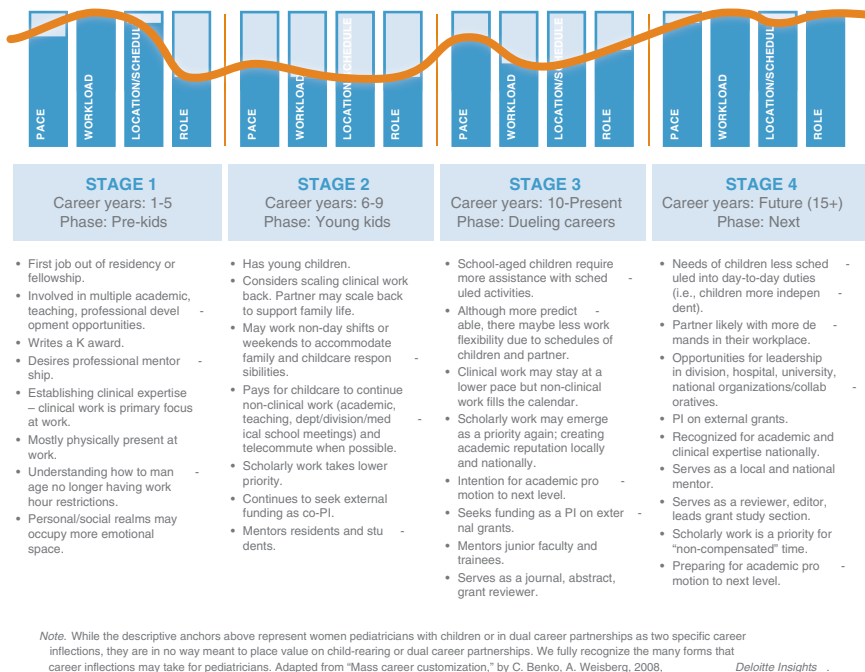 PACE
WORKLOAD
LOCATION/SCHEDULE
ROLE
PACE
WORKLOAD
LOCATION/SCHEDULE
ROLE
PACE
WORKLOAD
LOCATION/SCHEDULE
ROLE
PACE
WORKLOAD
LOCATION/SCHEDULE
ROLE
STAGE 1
Career years: 1-5
Phase: Pre-kids
• First job out of residency or
fellowship.
• Involved in multiple academic,
teaching, professional devel -
opment opportunities.
• Writes a K award.
• Desires professional mentor -
ship.
• Establishing clinical expertise
– clinical work is primary focus
at work.
• Mostly physically present at
work.
• Understanding how to man -
age no longer having work
hour restrictions.
• Personal/social realms may
occupy more emotional
space.
STAGE 2
Career years: 6-9
Phase: Young kids
• Has young children.
• Considers scaling clinical work
back. Partner may scale back
to support family life.
• May work non-day shifts or
weekends to accommodate
family and childcare respon -
sibilities.
• Pays for childcare to continue
non-clinical work (academic,
teaching, dept/division/med -
ical school meetings) and
telecommute when possible.
• Scholarly work takes lower
priority.
• Continues to seek external
funding as co-PI.
• Mentors residents and stu -
dents.
STAGE 3
Career years: 10-Present
Phase: Dueling careers
• School-aged children require
more assistance with sched -
uled activities.
• Although more predict -
able, there maybe less work
flexibility due to schedules of
children and partner.
• Clinical work may stay at a
lower pace but non-clinical
work fills the calendar.
• Scholarly work may emerge
as a priority again; creating
academic reputation locally
and nationally.
• Intention for academic pro -
motion to next level.
• Seeks funding as a PI on exter -
nal grants.
• Mentors junior faculty and
trainees.
• Serves as a journal, abstract,
grant reviewer.
STAGE 4
Career years: Future (15+)
Phase: Next
• Needs of children less sched -
uled into day-to-day duties
(i.e., children more indepen -
dent).
• Partner likely with more de -
mands in their workplace.
• Opportunities for leadership
in division, hospital, university,
national organizations/collab -
oratives.
• PI on external grants.
• Recognized for academic and
clinical expertise nationally.
• Serves as a local and national
mentor.
• Serves as a reviewer, editor,
leads grant study section.
• Scholarly work is a priority for
“non-compensated” time.
• Preparing for academic pro -
motion to next level.
Note. While the descriptive anchors above represent women pediatricians with children or in dual career partnerships as two specific career
inflections, they are in no way meant to place value on child-rearing or dual career partnerships. We fully recognize the many forms that
career inflections may take for pediatricians. Adapted from “Mass career customization,” by C. Benko, A. Weisberg, 2008, Deloitte Insights .